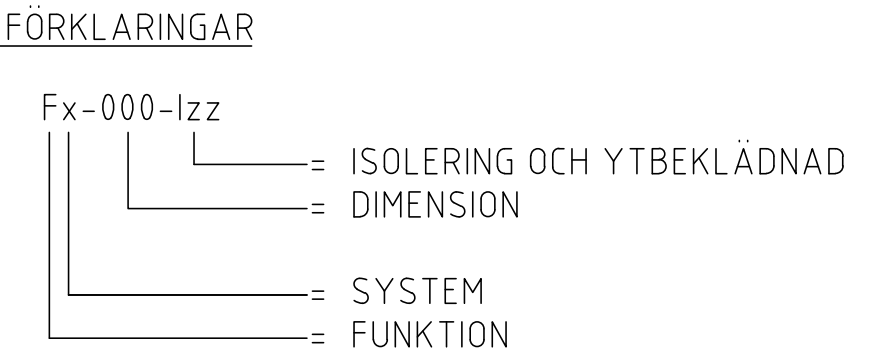 FÖRKLARINGAR
Fx-000-Izz
= ISOLERING OCH YTBEKLÄDNAD
= DIMENSION
= SYSTEM
= FUNKTION